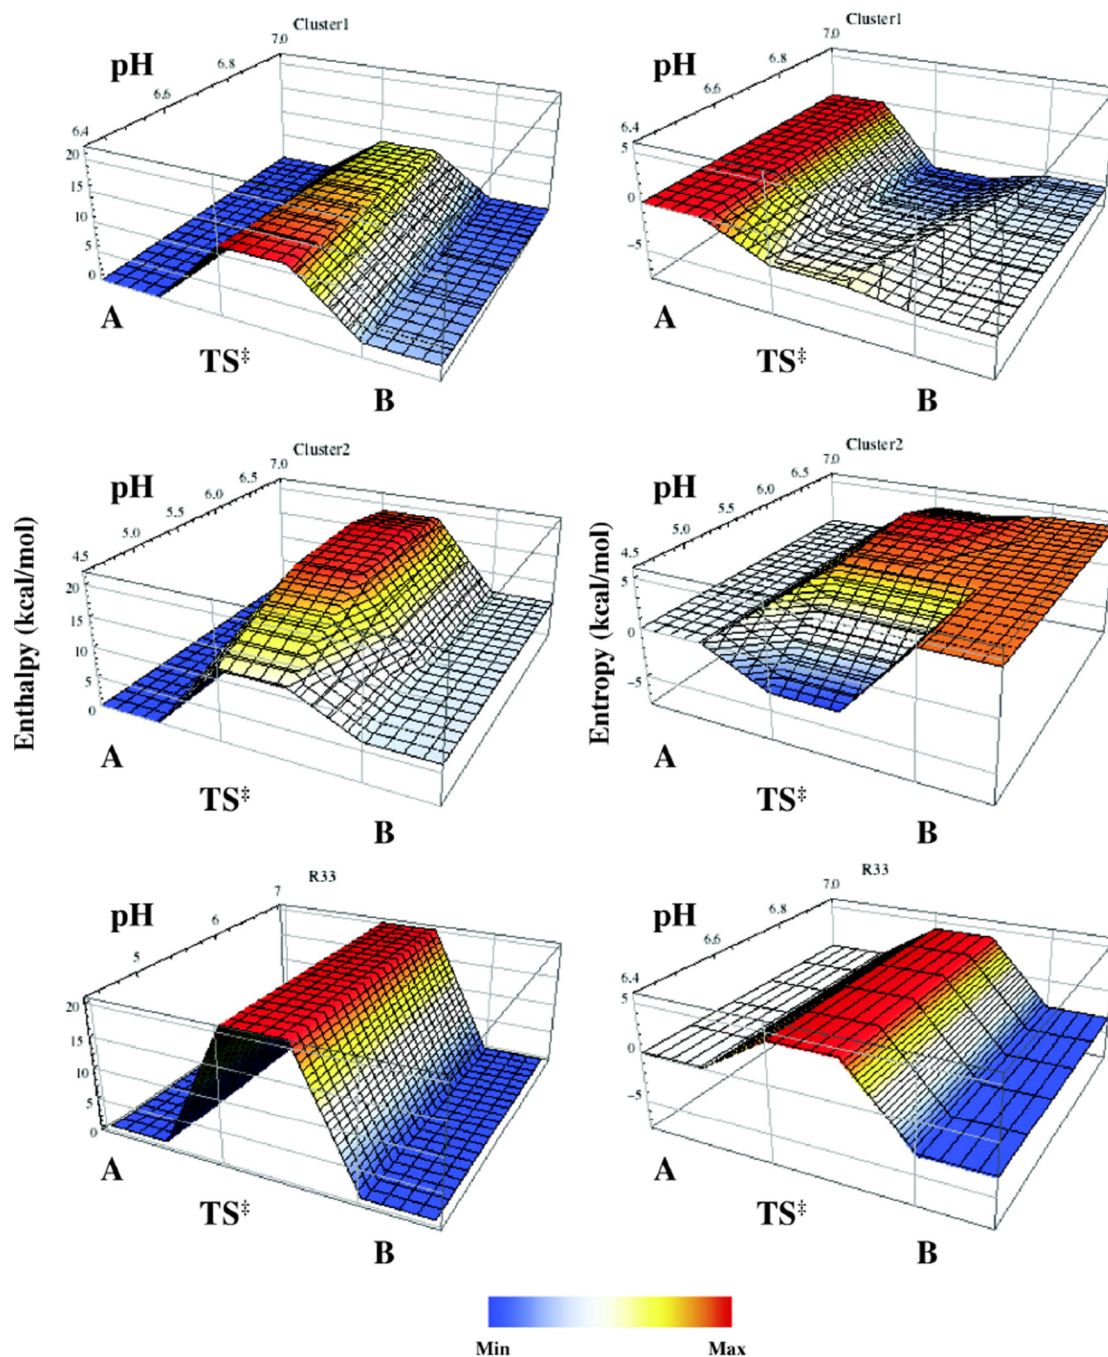 Cluster1
pH
6.4
6.6
6.8
7.0
20
15
10
5
0
A
TS‡
B
Cluster1
pH
6.4
6.6
6.8
7.0
5
0
−5
A
TS‡
B
Enthalpy (kcal/mol)
Cluster2
pH
4.5
5.0
5.5
6.0
6.5
7.0
20
15
10
5
0
A
TS‡
B
Entropy (kcal/mol)
Cluster2
pH
4.5
5.0
5.5
6.0
6.5
7.0
5
0
−5
A
TS‡
B
R33
pH
5
6
7
20
15
10
5
0
A
TS‡
B
R33
pH
6.4
6.6
6.8
7.0
5
0
−5
A
TS‡
B
Min Max